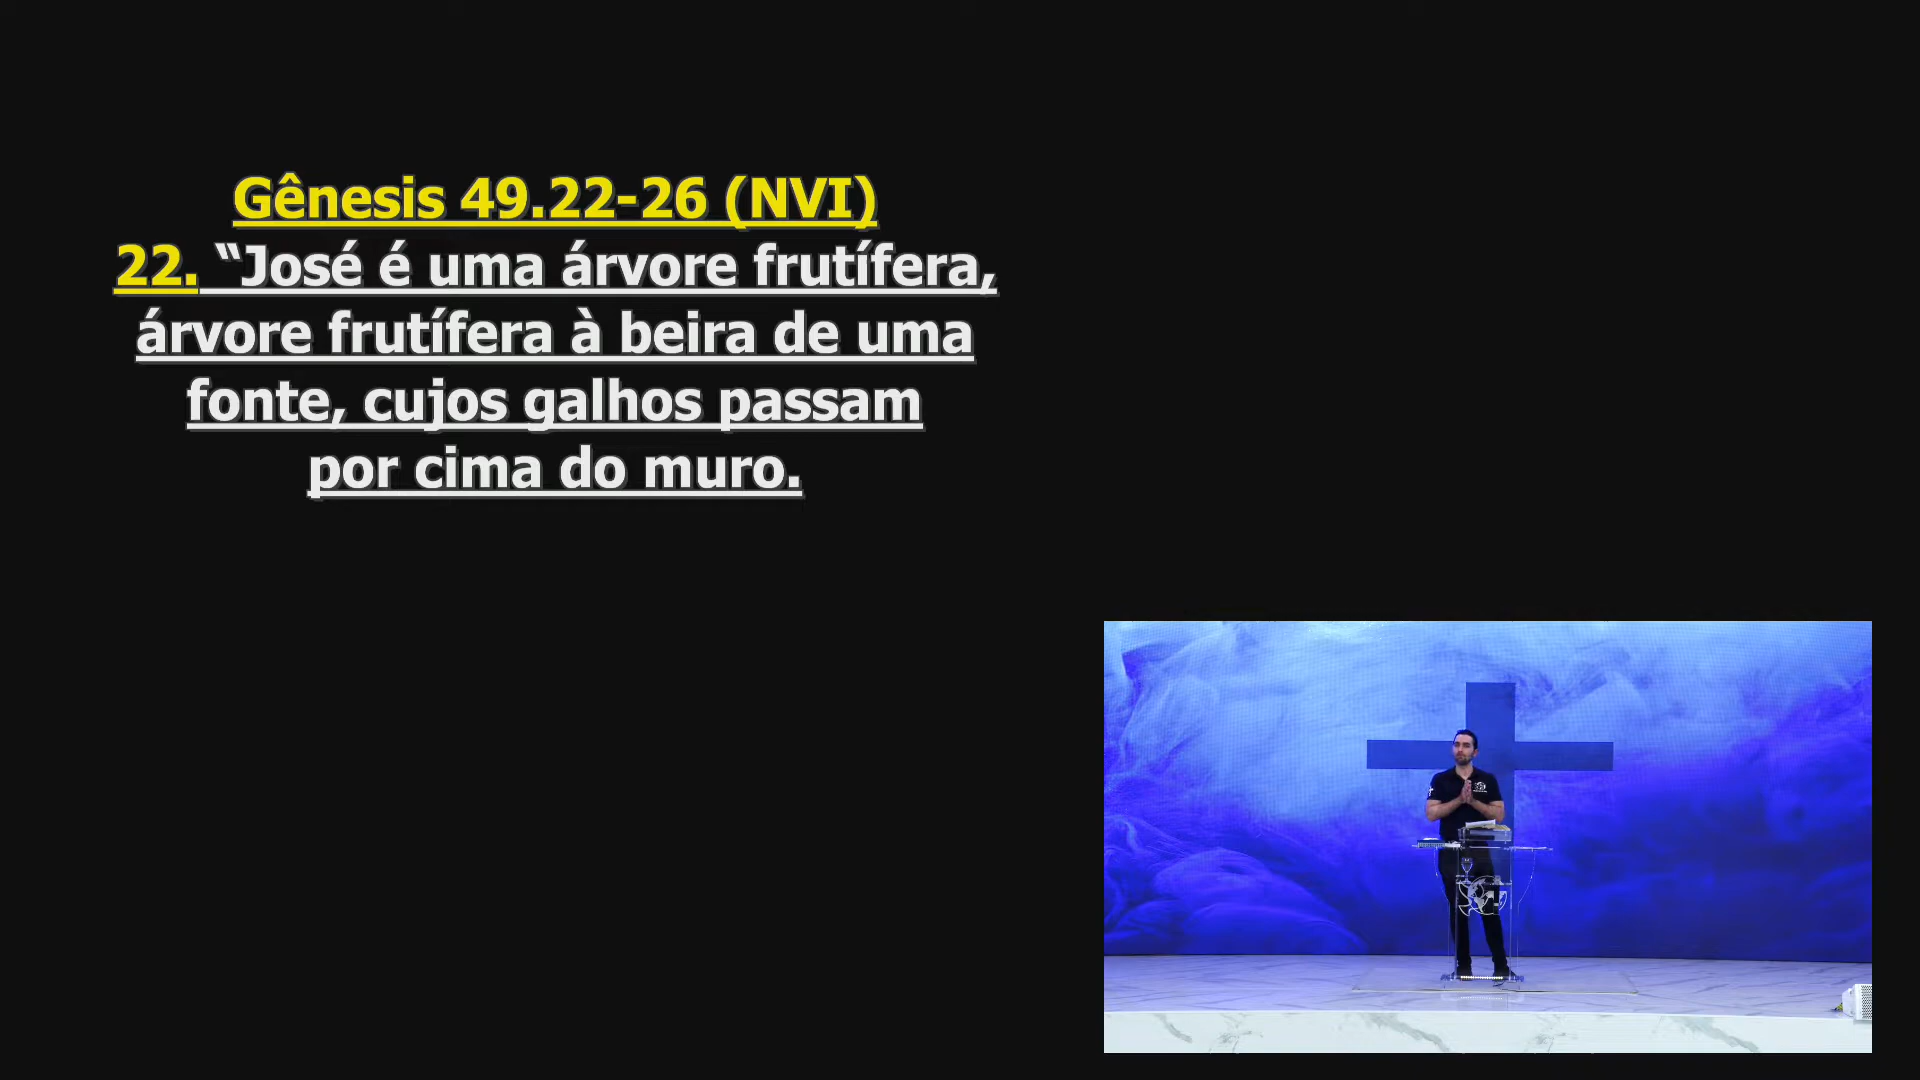 Gênesis 49.22-26 (NVI)
22. “José é uma árvore frutífera,
árvore frutífera à beira de uma
fonte, cujos galhos passam
por cima do muro.